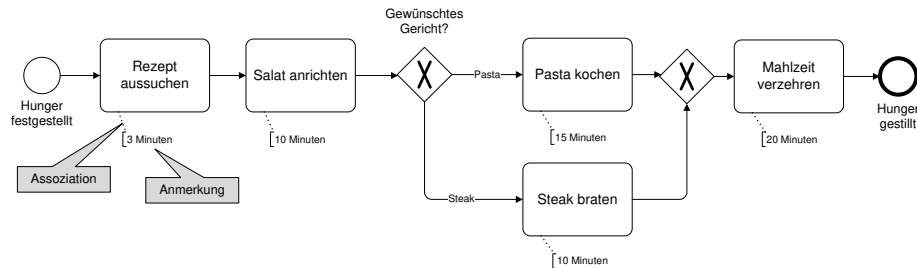 Gewünschtes
Gericht?
Rezept
aussuchen
Salat anrichten
Pasta
Pasta kochen
Mahlzeit
verzehren
Hunger
festgestellt
Hunger
gestillt
3 Minuten
10 Minuten
15 Minuten
20 Minuten
Assoziation
Anmerkung
Steak
Steak braten
10 Minuten